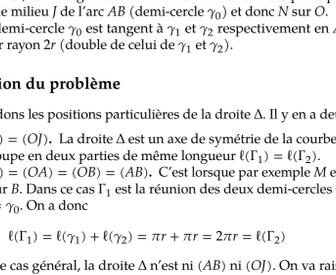 e milieu J de l'arc AB (demi-cercle γ₀) et donc N sur O.
demi-cercle γ₀ est tangent à γ₁ et γ₂ respectivement en
r rayon 2r (double de celui de γ₁ et γ₂).
ion du problème
dons les positions particulières de la droite Δ. Il y en a
) = (OJ). La droite Δ est un axe de symétrie de la courbe
oupe en deux parties de même longueur ℓ(Γ₁) = ℓ(Γ₂).
) = (OA) = (OB) = (AB). C'est lorsque par exemple M e
ur B. Dans ce cas Γ₁ est la réunion des deux demi-cercles
= γ₀. On a donc
ℓ(Γ₁) = ℓ(γ₁) + ℓ(γ₂) = πr + πr = 2πr = ℓ(Γ₂)
e cas général, la droite Δ n'est ni (AB) ni (OJ). On va